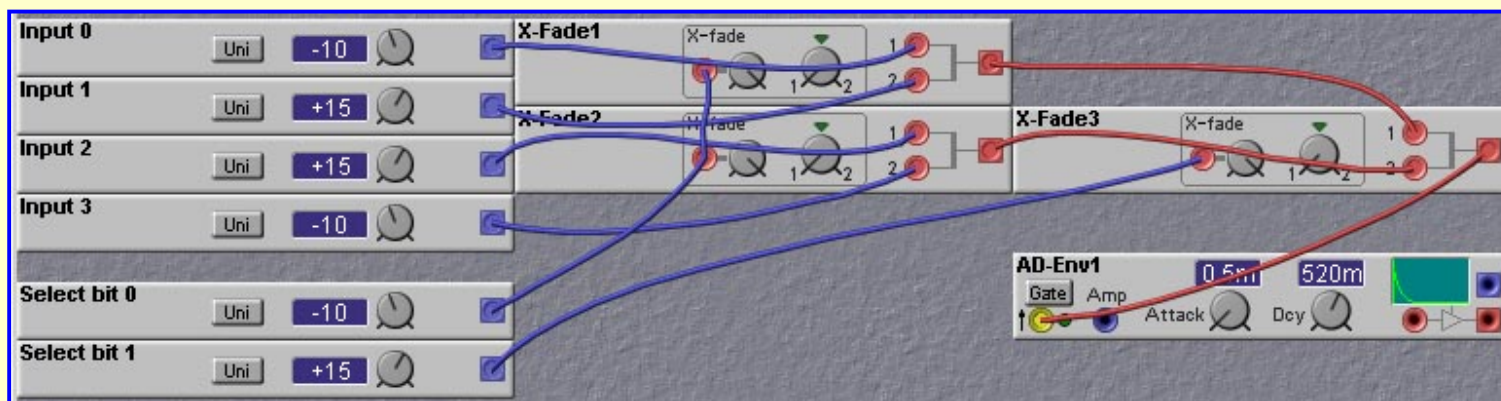 Input 0
Uni -10
Input 1
Uni +15
Input 2
Uni +15
Input 3
Uni -10
Select bit 0
Uni -10
Select bit 1
Uni +15
X-Fade1
X-fade
1 2
1
2
X-Fade2
X-fade
1 2
1
2
X-Fade3
X-fade
1 2
1
2
AD-Env1
0.5m 520m
Gate Amp
Attack Dcy